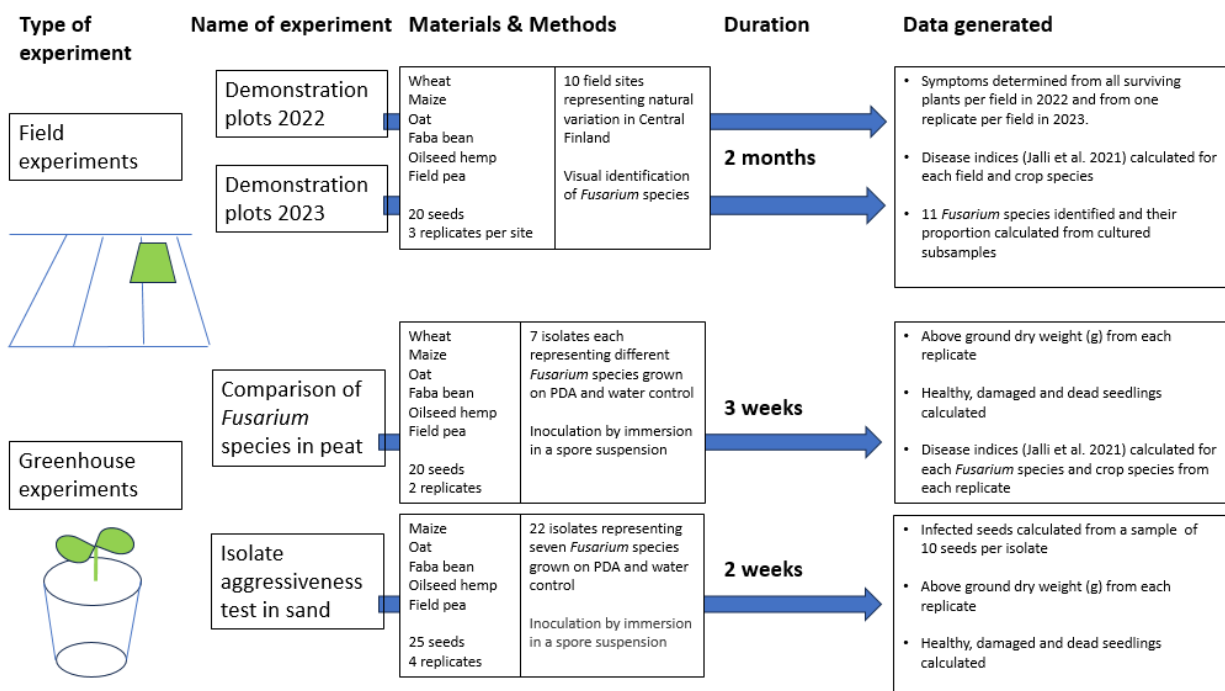 Type of
experiment
Name of experiment
Materials & Methods
Duration
Data generated
Field
experiments
Demonstration
plots 2022
Demonstration
plots 2023
Wheat
Maize
Oat
Faba bean
Oilseed hemp
Field pea
20 seeds
3 replicates per site
10 field sites
representing natural
variation in Central
Finland
Visual identification
of Fusarium species
2 months
• Symptoms determined from all surviving
plants per field in 2022 and from one
replicate per field in 2023.
• Disease indices (Jalli et al. 2021) calculated for
each field and crop species
• 11 Fusarium species identified and their
proportion calculated from cultured
subsamples
Greenhouse
experiments
Comparison of
Fusarium
species in peat
Wheat
Maize
Oat
Faba bean
Oilseed hemp
Field pea
20 seeds
2 replicates
7 isolates each
representing different
Fusarium species grown
on PDA and water control
Inoculation by immersion
in a spore suspension
3 weeks
• Above ground dry weight (g) from each
replicate
• Healthy, damaged and dead seedlings
calculated
• Disease indices (Jalli et al. 2021) calculated for
each Fusarium species and crop species from
each replicate
Isolate
aggressiveness
test in sand
Maize
Oat
Faba bean
Oilseed hemp
Field pea
25 seeds
4 replicates
22 isolates representing
seven Fusarium species
grown on PDA and water
control
Inoculation by immersion
in a spore suspension
2 weeks
• Infected seeds calculated from a sample of
10 seeds per isolate
• Above ground dry weight (g) from each
replicate
• Healthy, damaged and dead seedlings
calculated